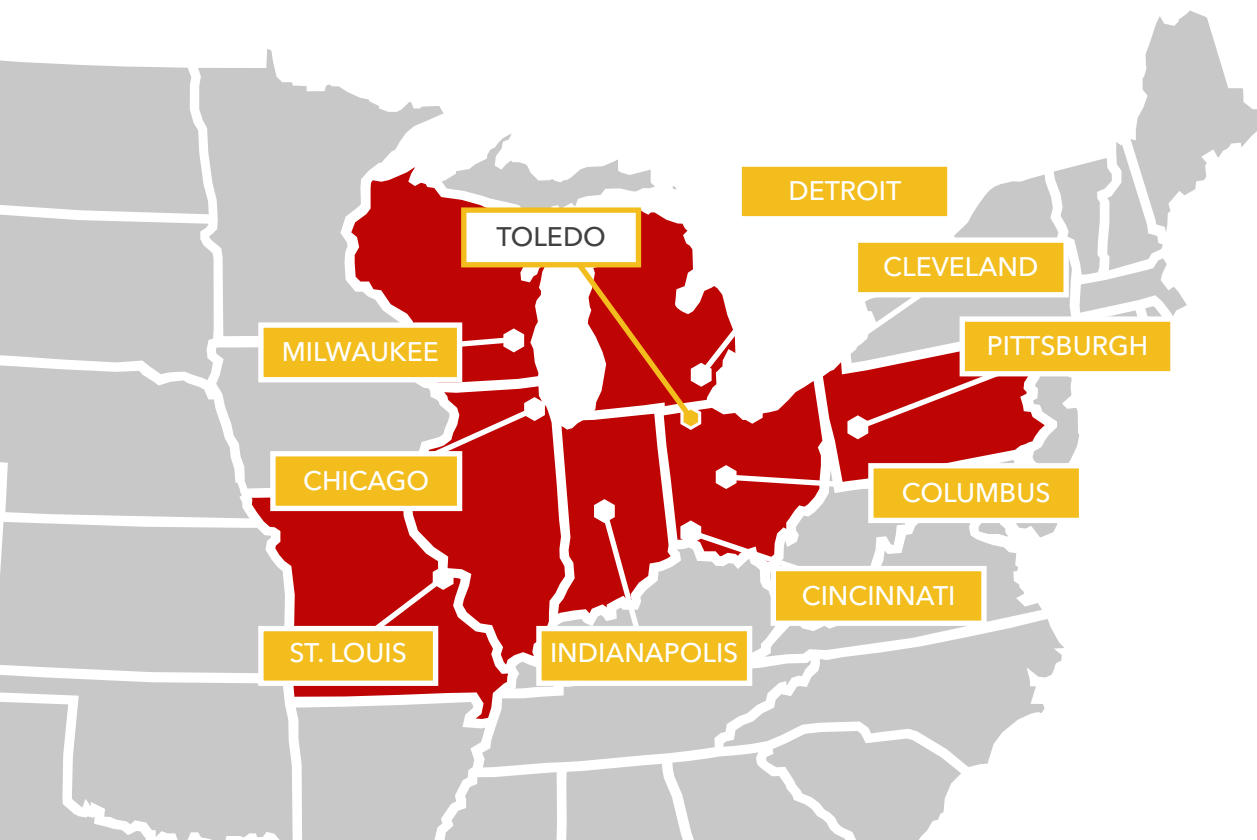 DETROIT
TOLEDO
CLEVELAND
MILWAUKEE
PITTSBURGH
CHICAGO
COLUMBUS
CINCINNATI
ST. LOUIS
INDIANAPOLIS